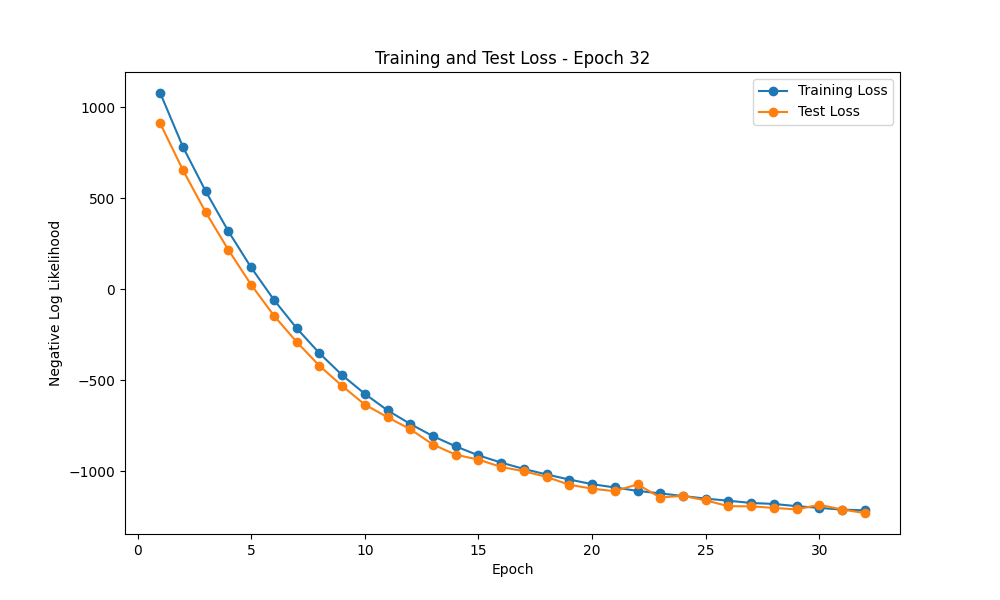 Training and Test Loss - Epoch 32
Training Loss
Test Loss
Negative Log Likelihood
1000
500
0
−500
−1000
0 5 10 15 20 25 30
Epoch